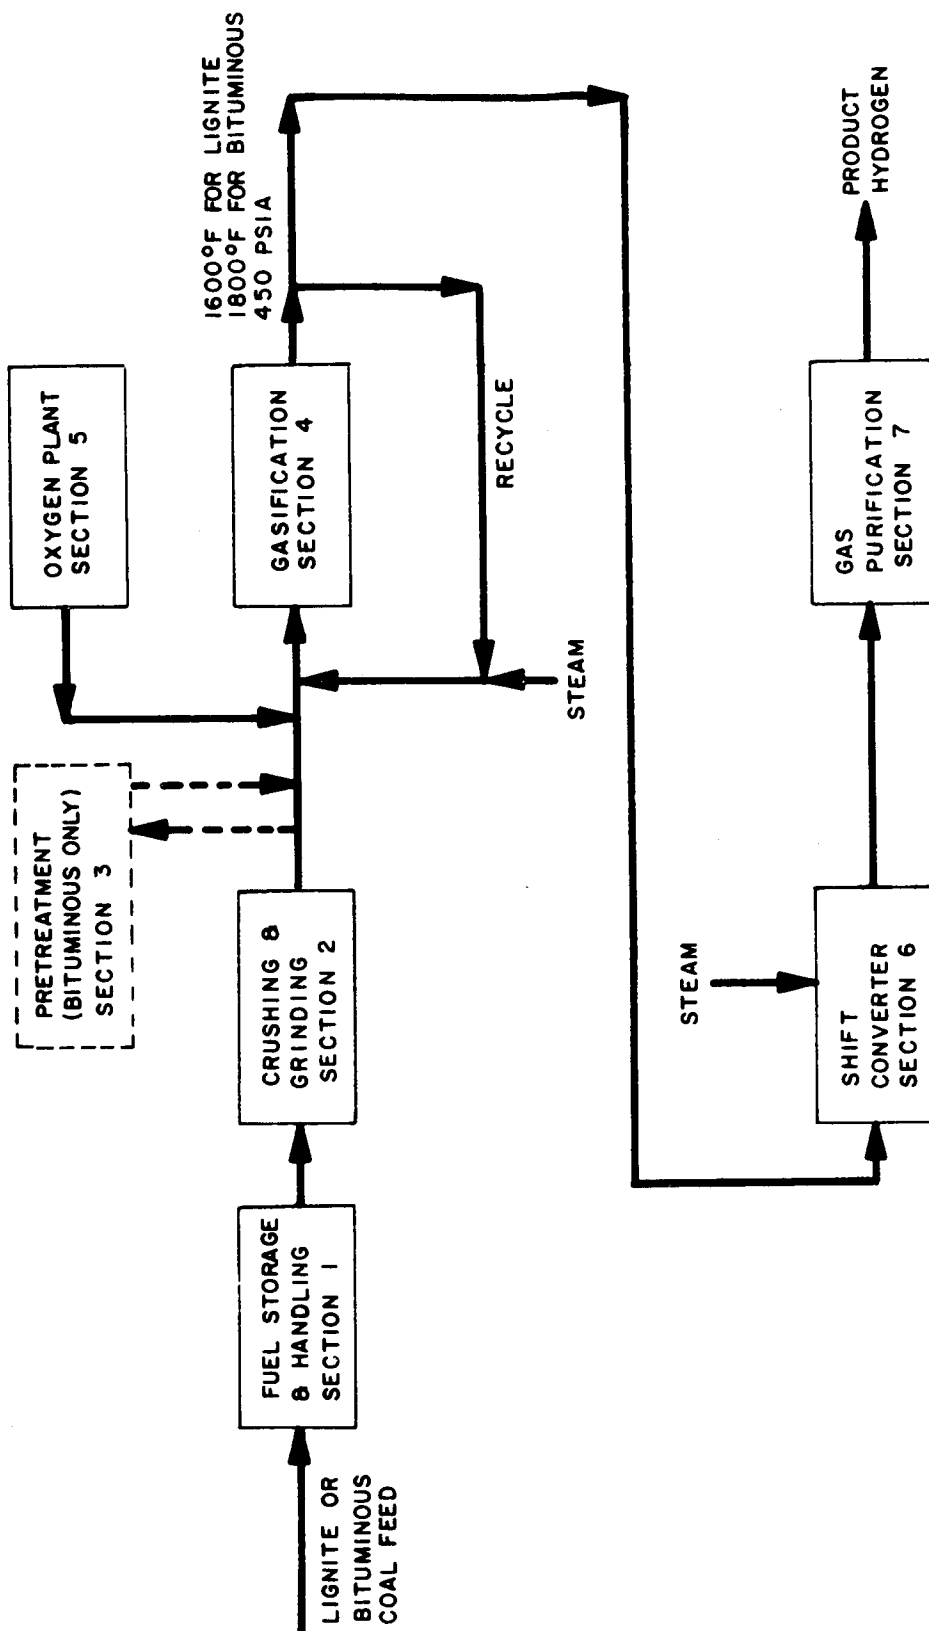 LIGNITE OR
BITUMINOUS
COAL FEED
FUEL STORAGE
& HANDLING
SECTION 1
CRUSHING &
GRINDING
SECTION 2
PRETREATMENT
(BITUMINOUS ONLY)
SECTION 3
OXYGEN PLANT
SECTION 5
GASIFICATION
SECTION 4
1600°F FOR LIGNITE
1800°F FOR BITUMINOUS
450 PSIA
RECYCLE
STEAM
STEAM
SHIFT
CONVERTER
SECTION 6
GAS
PURIFICATION
SECTION 7
PRODUCT
HYDROGEN